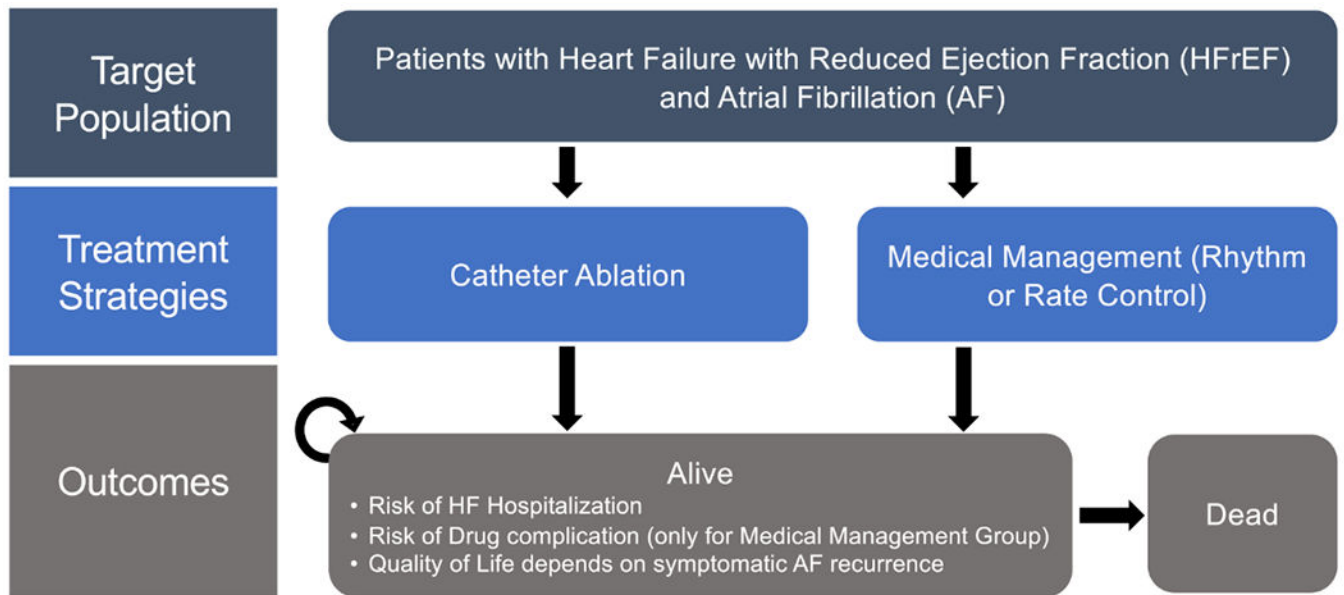 Target
Population
Patients with Heart Failure with Reduced Ejection Fraction (HFrEF)
and Atrial Fibrillation (AF)
Treatment
Strategies
Catheter Ablation
Medical Management (Rhythm
or Rate Control)
Outcomes
Alive
• Risk of HF Hospitalization
• Risk of Drug complication (only for Medical Management Group)
• Quality of Life depends on symptomatic AF recurrence
Dead